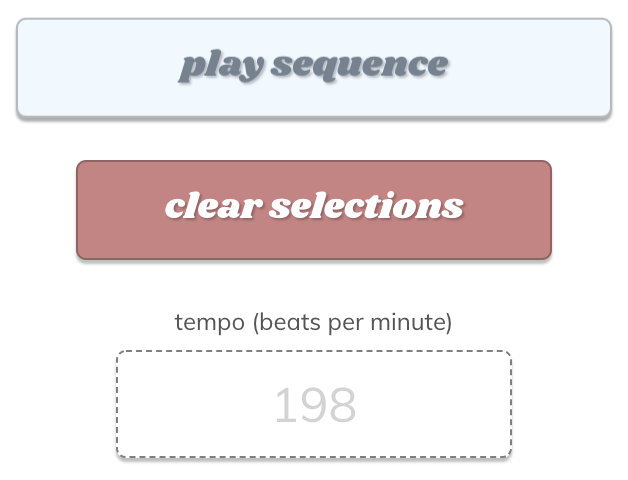 play sequence
clear selections
tempo (beats per minute)
198